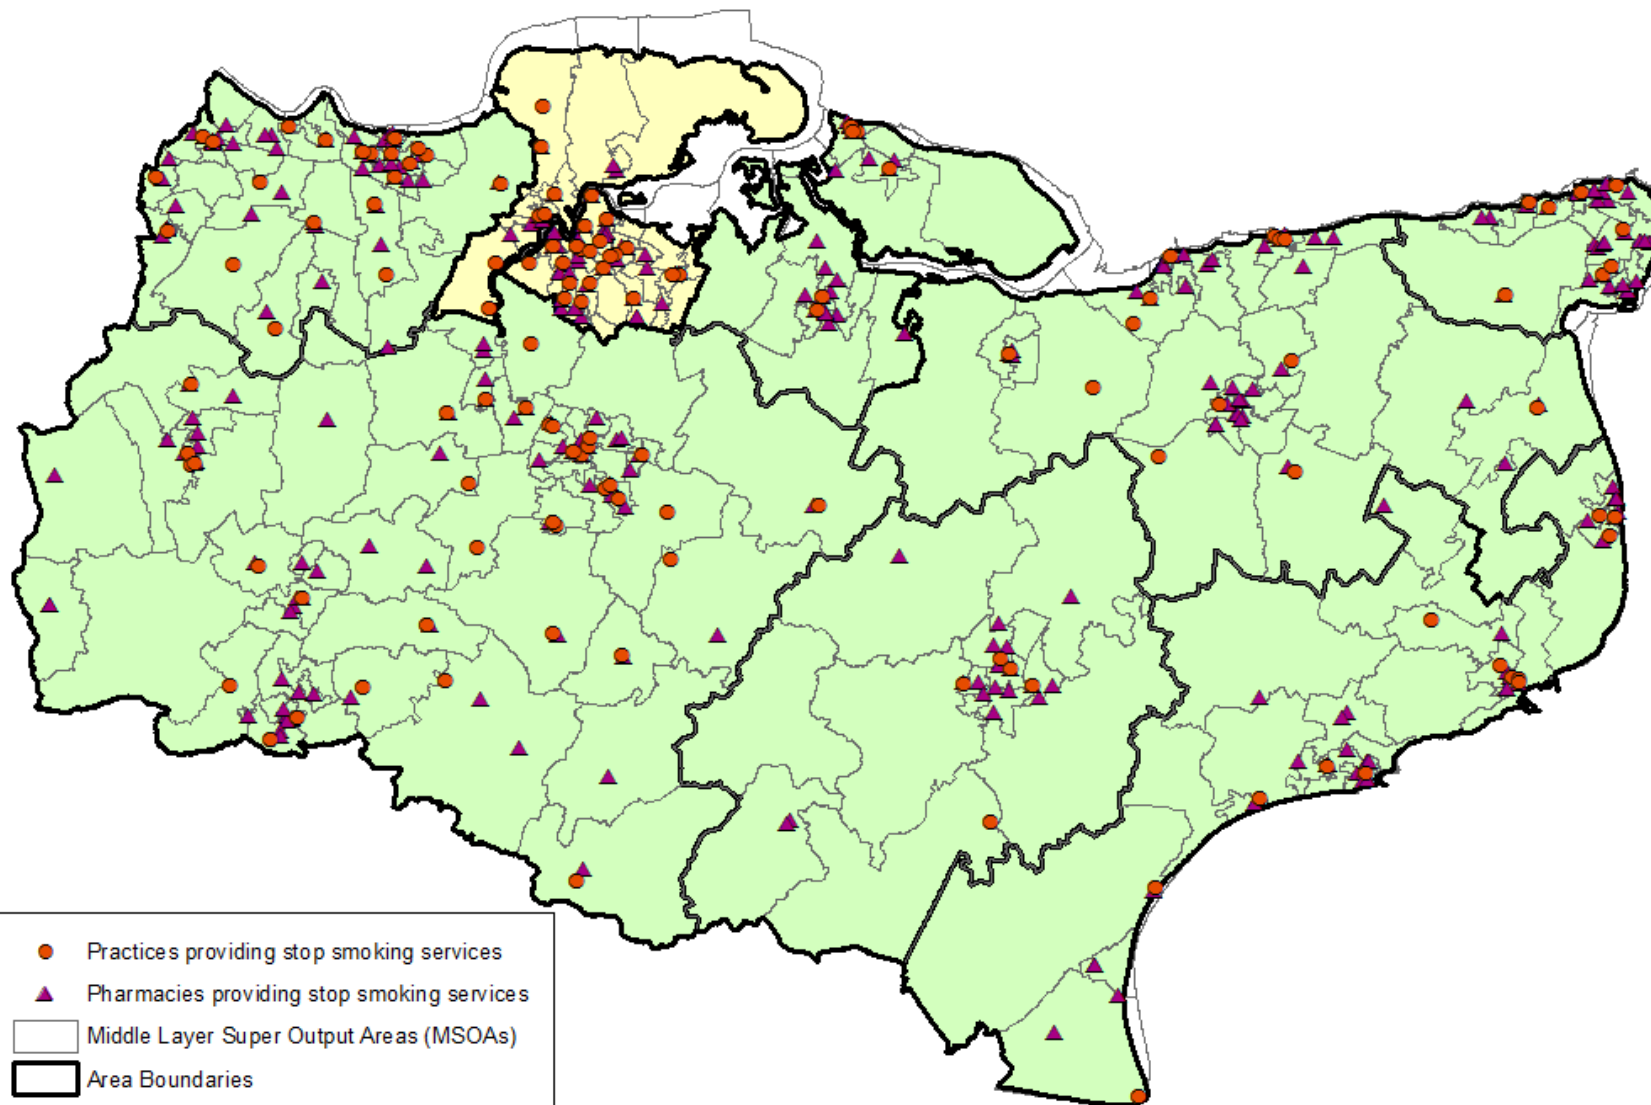 Practices providing stop smoking services
Pharmacies providing stop smoking services
Middle Layer Super Output Areas (MSOAs)
Area Boundaries